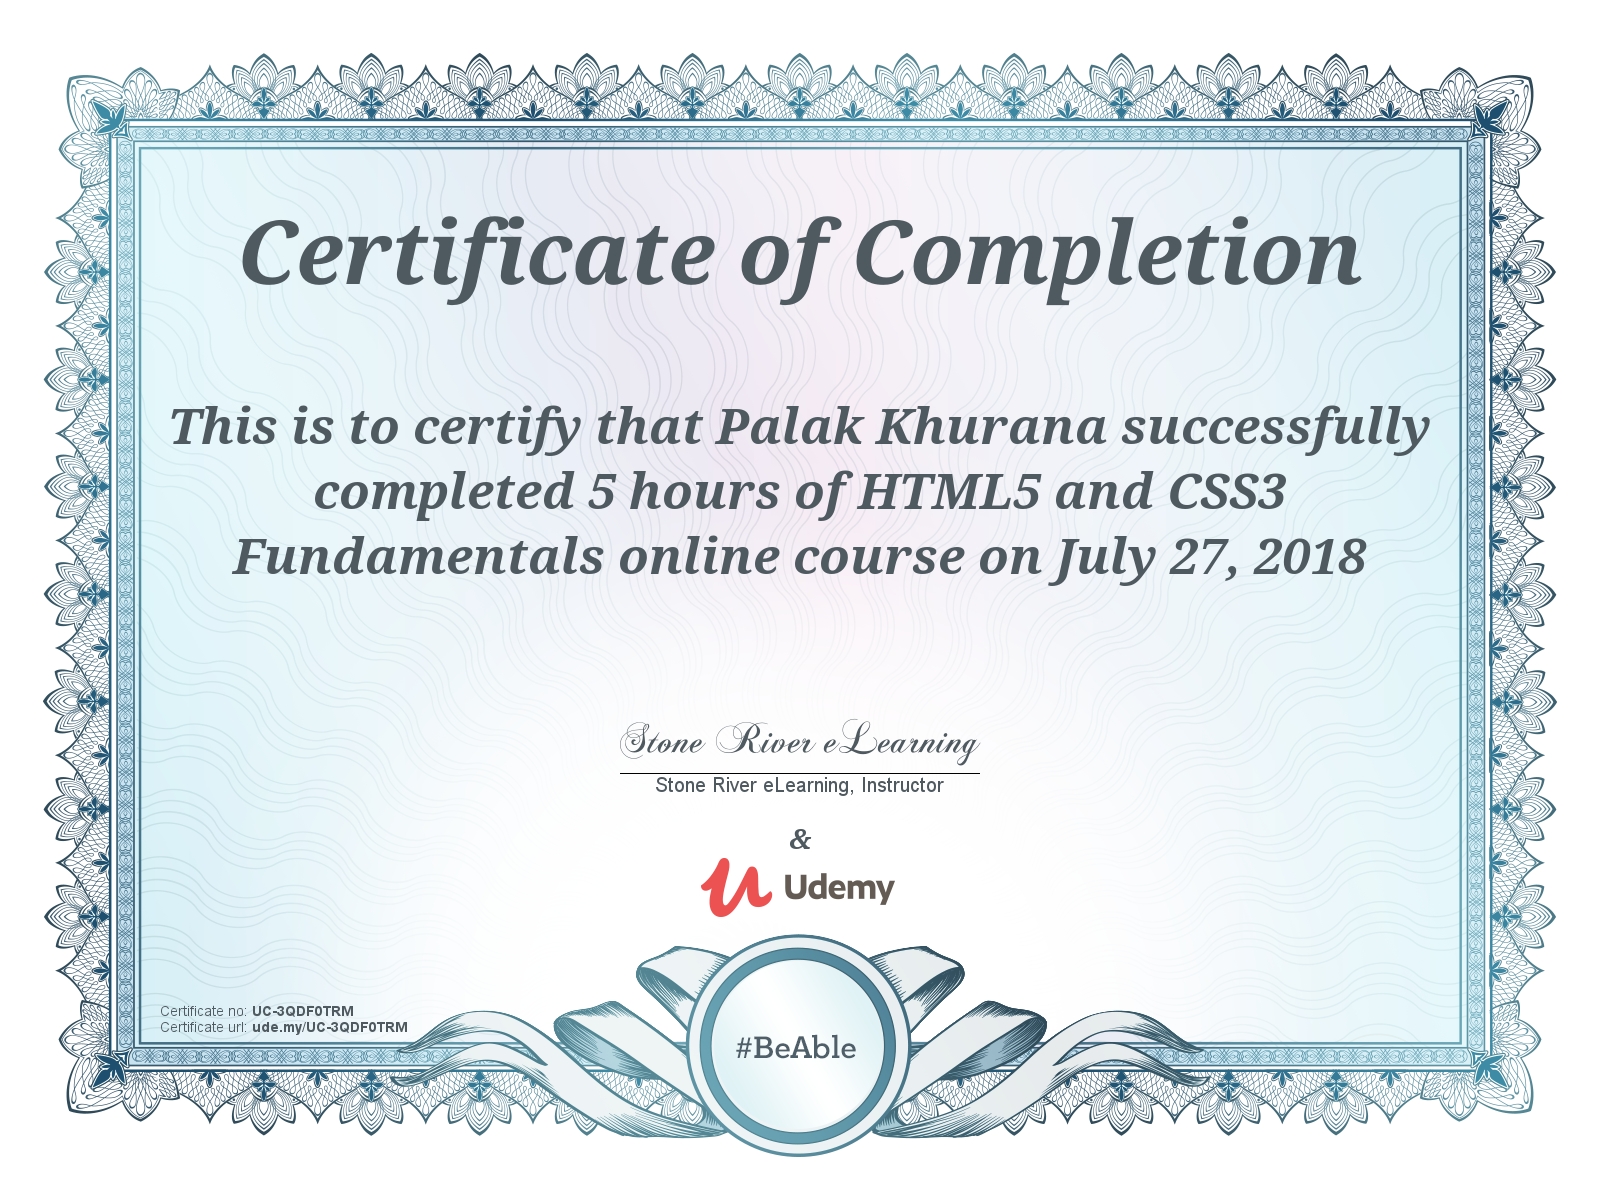 Certificate of Completion
This is to certify that Palak Khurana successfully
completed 5 hours of HTML5 and CSS3
Fundamentals online course on July 27, 2018
Stone River eLearning
Stone River eLearning, Instructor
&
Udemy
Certificate no: UC-3QDF0TRM
Certificate url: ude.my/UC-3QDF0TRM
#BeAble